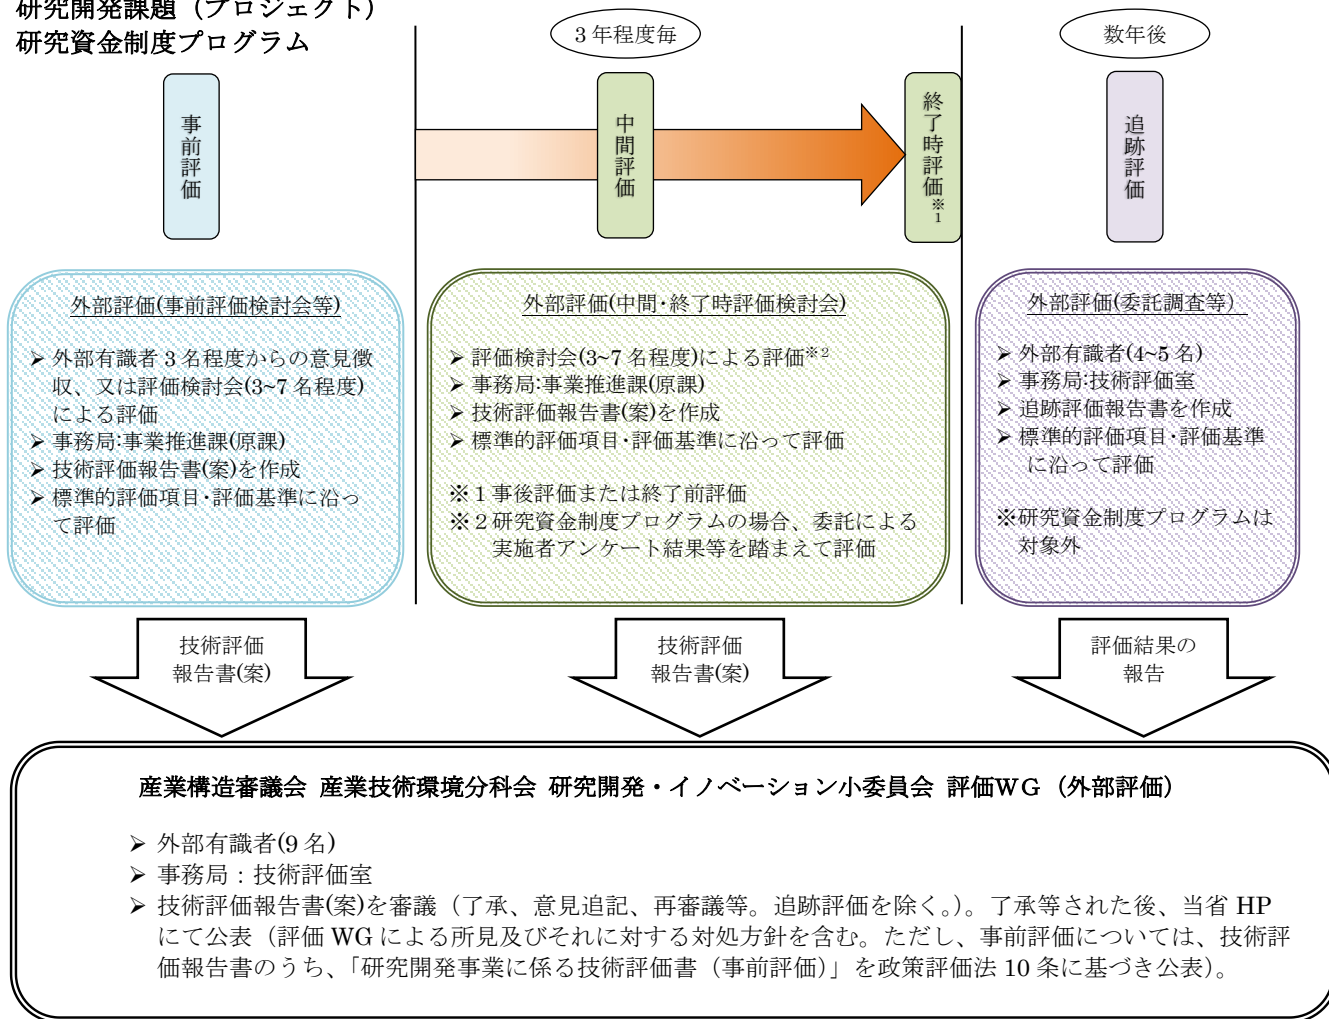 研究開発課題（プロジェクト）
研究資金制度プログラム
3 年程度毎
数年後
事前評価
中間評価
終了時評価※1
追跡評価
外部評価(事前評価検討会等)
➢ 外部有識者 3 名程度からの意見徴
収、又は評価検討会(3~7 名程度)
による評価
➢ 事務局:事業推進課(原課)
➢ 技術評価報告書(案)を作成
➢ 標準的評価項目･評価基準に沿っ
て評価
外部評価(中間･終了時評価検討会)
➢ 評価検討会(3~7 名程度)による評価※2
➢ 事務局:事業推進課(原課)
➢ 技術評価報告書(案)を作成
➢ 標準的評価項目･評価基準に沿って評価
※１事後評価または終了前評価
※２研究資金制度プログラムの場合、委託による
実施者アンケート結果等を踏まえて評価
外部評価(委託調査等）
➢ 外部有識者(4~5 名)
➢ 事務局:技術評価室
➢ 追跡評価報告書を作成
➢ 標準的評価項目･評価基準
に沿って評価
※研究資金制度プログラムは
対象外
技術評価
報告書(案)
技術評価
報告書(案)
評価結果の
報告
産業構造審議会 産業技術環境分科会 研究開発・イノベーション小委員会 評価WＧ（外部評価）
➢ 外部有識者(9 名)
➢ 事務局：技術評価室
➢ 技術評価報告書(案)を審議（了承、意見追記、再審議等。追跡評価を除く。）。了承等された後、当省 HP
にて公表（評価 WG による所見及びそれに対する対処方針を含む。ただし、事前評価については、技術評
価報告書のうち、「研究開発事業に係る技術評価書（事前評価）」を政策評価法 10 条に基づき公表）。